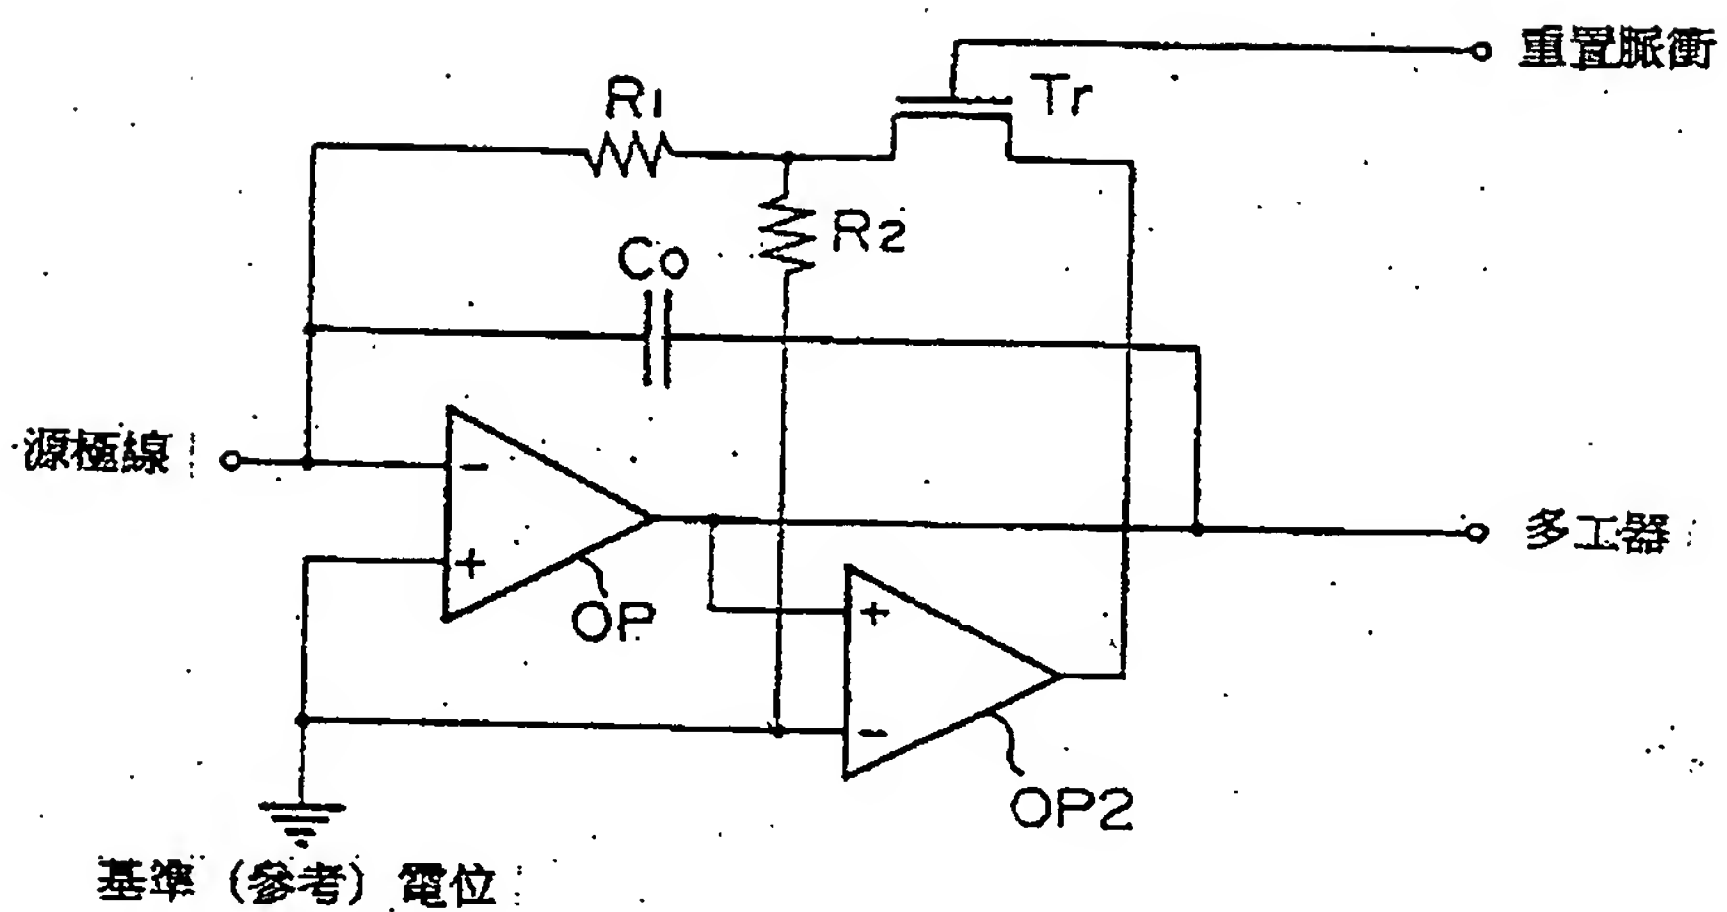 重置脈衝
Tr
R1
R2
Co
源極線
-
+
OP
多工器
+
-
OP2
基準（參考）電位